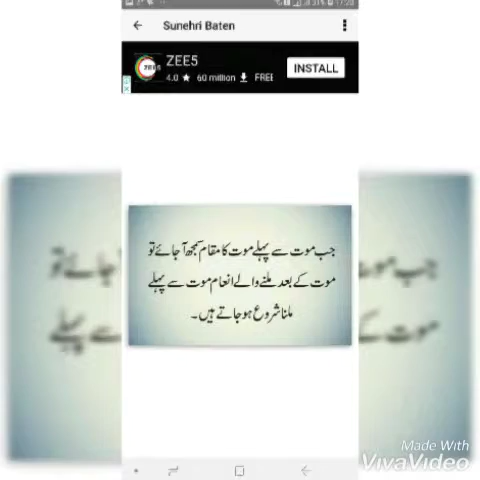 Sunehri Baten
ZEE5
4.0 ★ 60 million FREE
INSTALL
جب موت سے پہلے موت کا مقام سمجھ آ جائے تو
موت کے بعد ملنے والے انعام موت سے پہلے
ملنا شروع ہو جاتے ہیں۔
Made With
VivaVideo